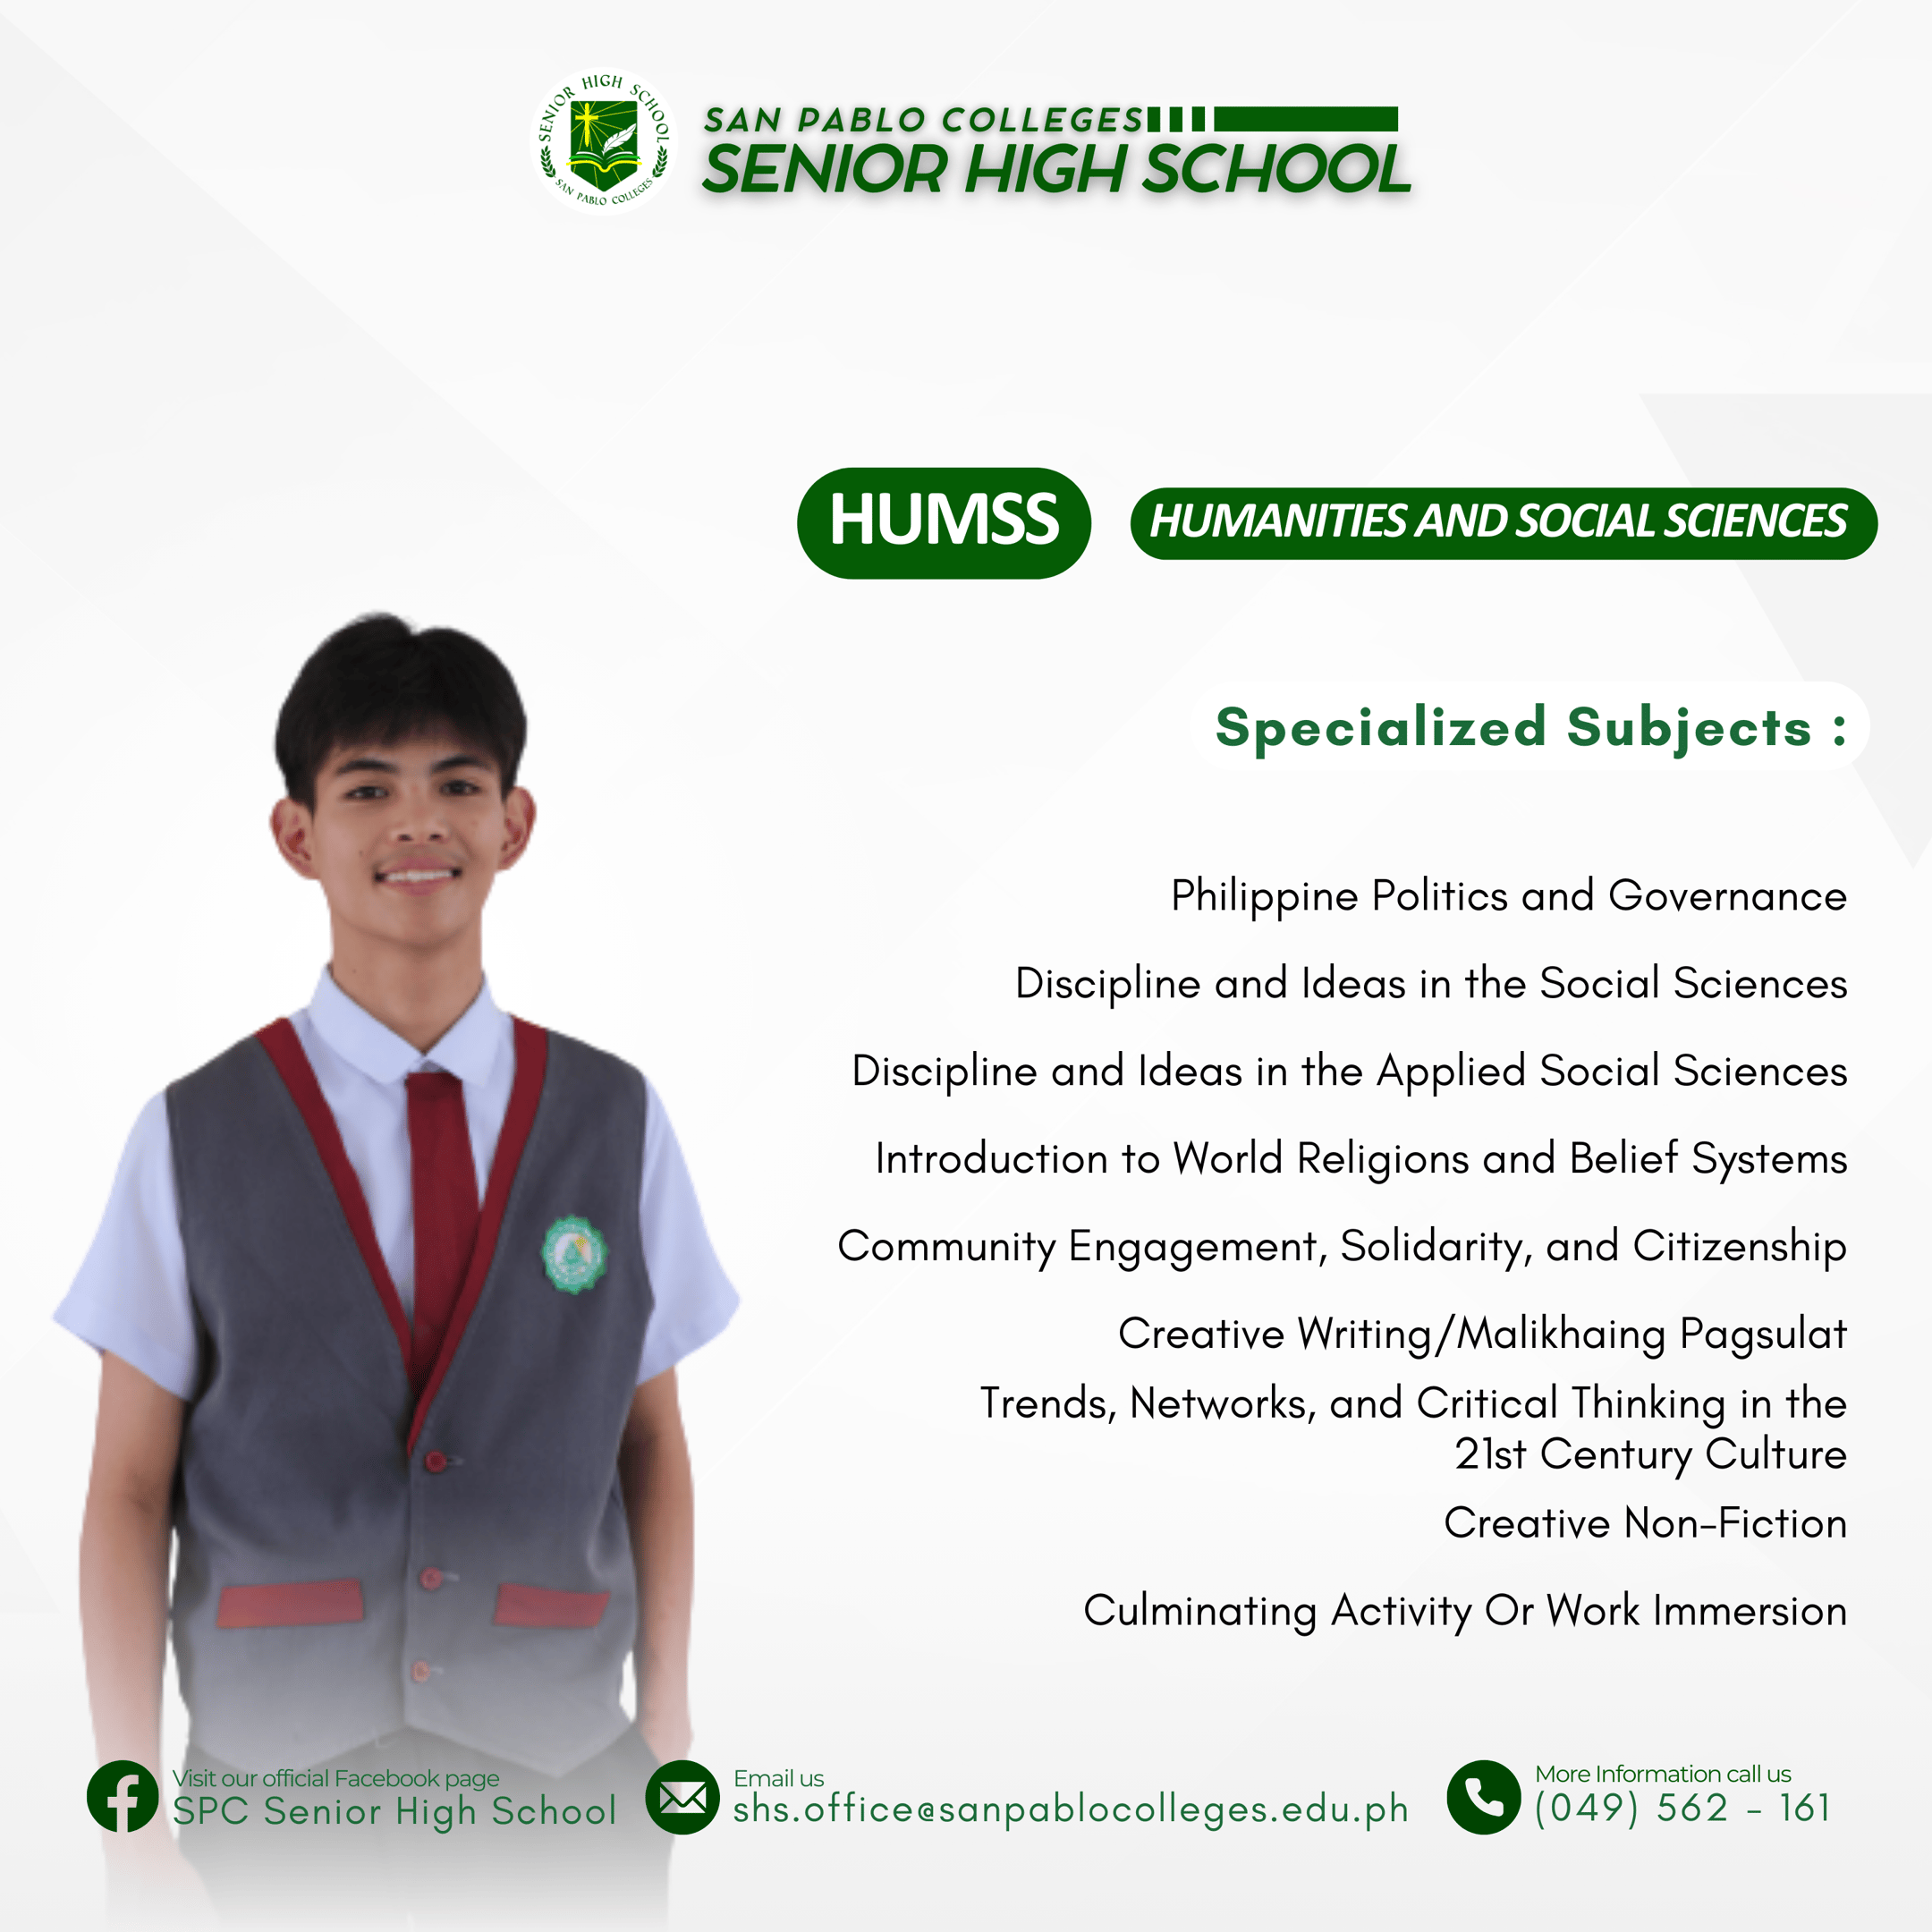 SENIOR HIGH SCHOOL
SAN PABLO COLLEGES
SAN PABLO COLLEGES
SENIOR HIGH SCHOOL
HUMSS
HUMANITIES AND SOCIAL SCIENCES
Specialized Subjects :
Philippine Politics and Governance
Discipline and Ideas in the Social Sciences
Discipline and Ideas in the Applied Social Sciences
Introduction to World Religions and Belief Systems
Community Engagement, Solidarity, and Citizenship
Creative Writing/Malikhaing Pagsulat
Trends, Networks, and Critical Thinking in the
21st Century Culture
Creative Non-Fiction
Culminating Activity Or Work Immersion
Visit our official Facebook page
SPC Senior High School
Email us
shs.office@sanpablocolleges.edu.ph
More Information call us
(049) 562 - 161